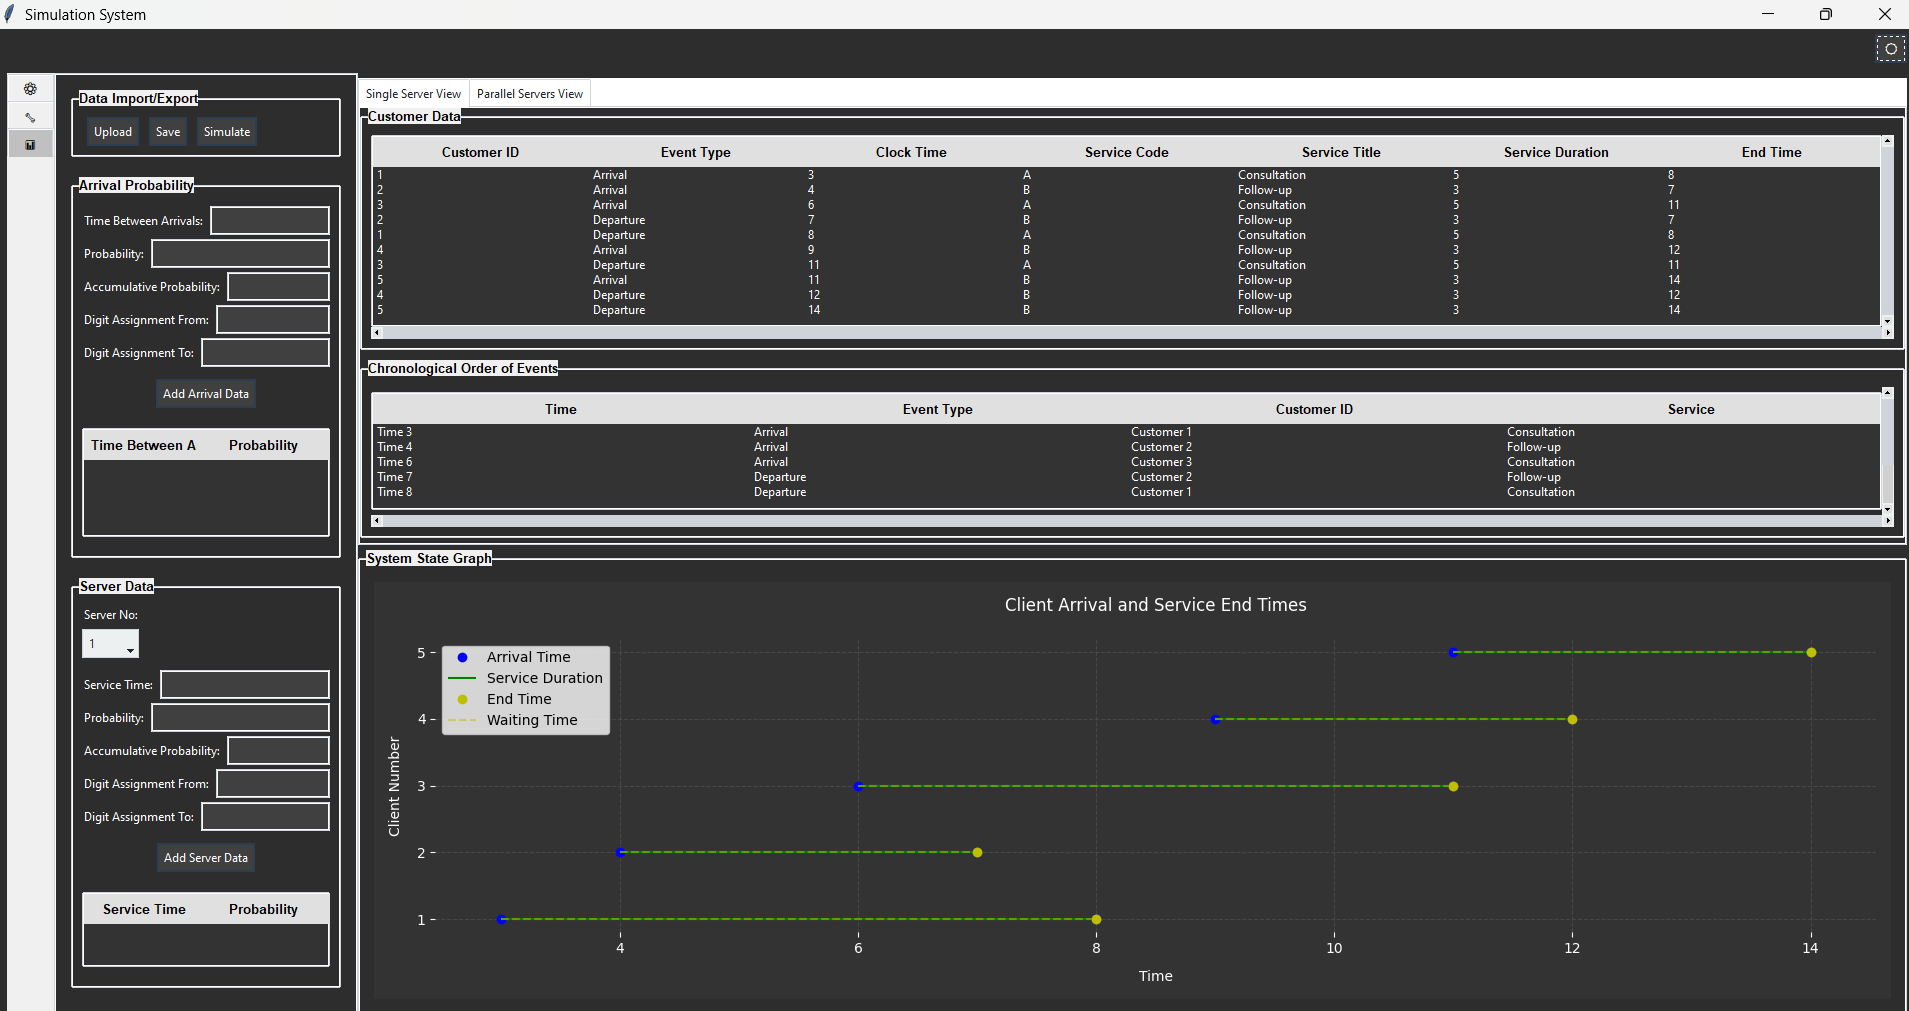 Simulation System
Data Import/Export
Upload Save Simulate
Arrival Probability
Time Between Arrivals:
Probability:
Accumulative Probability:
Digit Assignment From:
Digit Assignment To:
Add Arrival Data
Time Between A Probability
Server Data
Server No:
1
Service Time:
Probability:
Accumulative Probability:
Digit Assignment From:
Digit Assignment To:
Add Server Data
Service Time Probability
Single Server View Parallel Servers View
Customer Data
Customer ID Event Type Clock Time Service Code Service Title Service Duration End Time
1 Arrival 3 A Consultation 5 8
2 Arrival 4 B Follow-up 3 7
3 Arrival 6 A Consultation 5 11
2 Departure 7 B Follow-up 3 7
1 Departure 8 A Consultation 5 8
4 Arrival 9 B Follow-up 3 12
3 Departure 11 A Consultation 5 11
5 Arrival 11 B Follow-up 3 14
4 Departure 12 B Follow-up 3 12
5 Departure 14 B Follow-up 3 14
Chronological Order of Events
Time Event Type Customer ID Service
Time 3 Arrival Customer 1 Consultation
Time 4 Arrival Customer 2 Follow-up
Time 6 Arrival Customer 3 Consultation
Time 7 Departure Customer 2 Follow-up
Time 8 Departure Customer 1 Consultation
System State Graph
Client Arrival and Service End Times
Arrival Time
Service Duration
End Time
Waiting Time
Client Number
5
4
3
2
1
4 6 8 10 12 14
Time